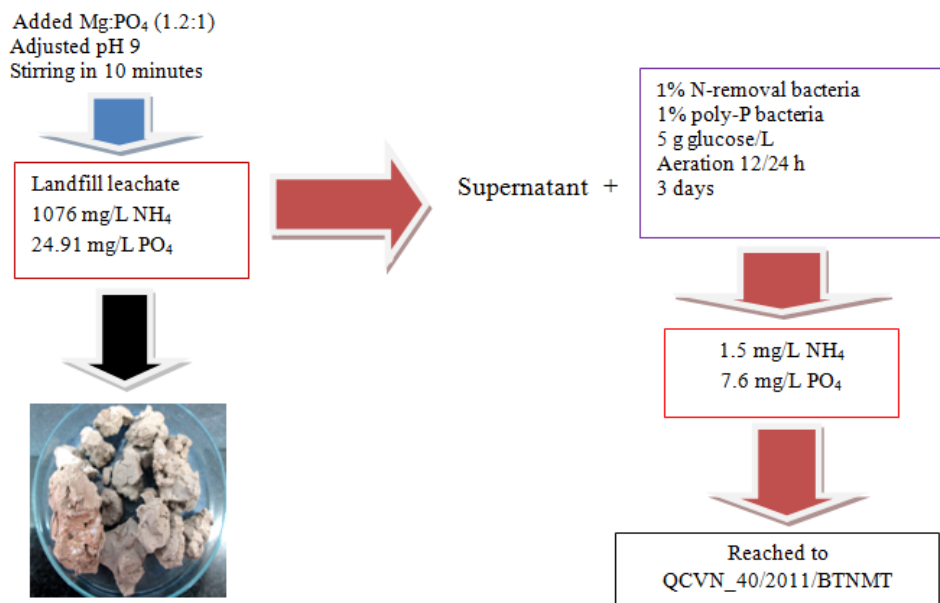 Added Mg:PO₄ (1.2:1)
Adjusted pH 9
Stirring in 10 minutes
Landfill leachate
1076 mg/L NH₄
24.91 mg/L PO₄
Supernatant +
1% N-removal bacteria
1% poly-P bacteria
5 g glucose/L
Aeration 12/24 h
3 days
1.5 mg/L NH₄
7.6 mg/L PO₄
Reached to
QCVN_40/2011/BTNMT